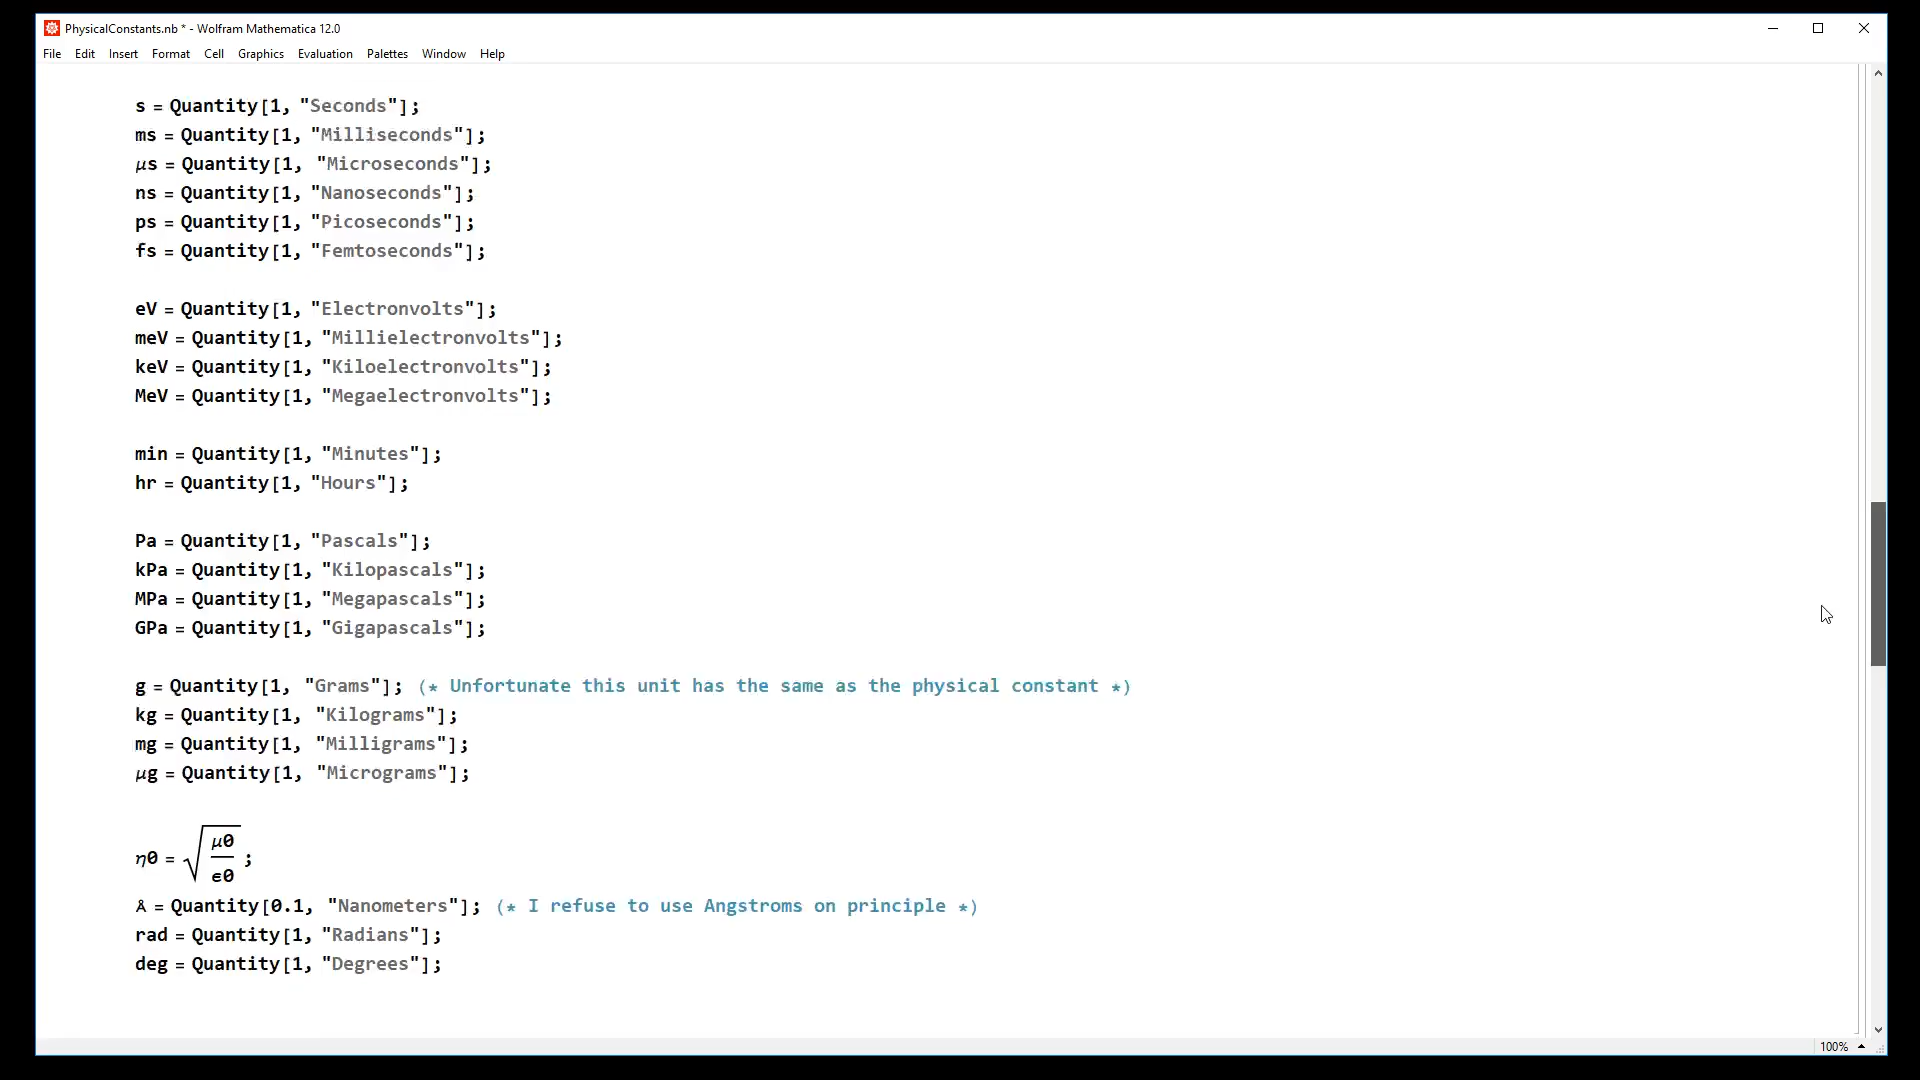 PhysicalConstants.nb * - Wolfram Mathematica 12.0
File Edit Insert Format Cell Graphics Evaluation Palettes Window Help
s = Quantity[1, "Seconds"];
ms = Quantity[1, "Milliseconds"];
μs = Quantity[1, "Microseconds"];
ns = Quantity[1, "Nanoseconds"];
ps = Quantity[1, "Picoseconds"];
fs = Quantity[1, "Femtoseconds"];
eV = Quantity[1, "Electronvolts"];
meV = Quantity[1, "Millielectronvolts"];
keV = Quantity[1, "Kiloelectronvolts"];
MeV = Quantity[1, "Megaelectronvolts"];
min = Quantity[1, "Minutes"];
hr = Quantity[1, "Hours"];
Pa = Quantity[1, "Pascals"];
kPa = Quantity[1, "Kilopascals"];
MPa = Quantity[1, "Megapascals"];
GPa = Quantity[1, "Gigapascals"];
g = Quantity[1, "Grams"]; (* Unfortunate this unit has the same as the physical constant *)
kg = Quantity[1, "Kilograms"];
mg = Quantity[1, "Milligrams"];
μg = Quantity[1, "Micrograms"];
η0 = √(μ0/ϵ0);
Å = Quantity[0.1, "Nanometers"]; (* I refuse to use Angstroms on principle *)
rad = Quantity[1, "Radians"];
deg = Quantity[1, "Degrees"];
100%